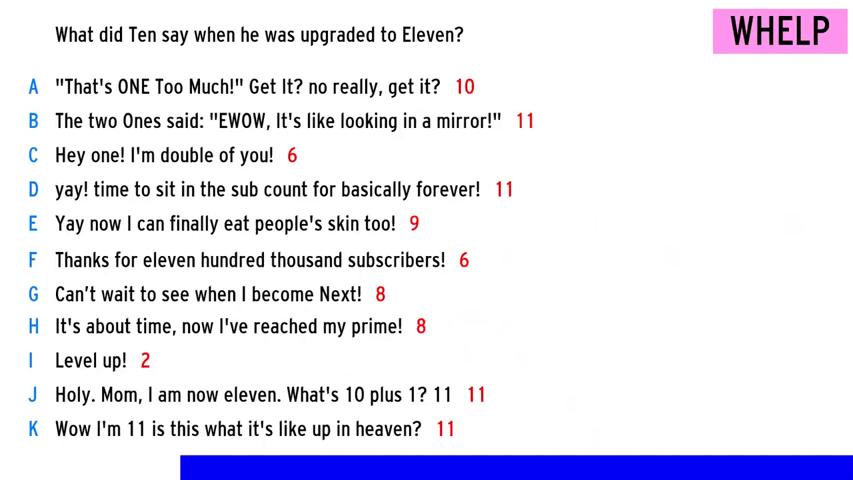 What did Ten say when he was upgraded to Eleven?
WHELP
A "That's ONE Too Much!" Get It? no really, get it? 10
B The two Ones said: "EWOW, It's like looking in a mirror!" 11
C Hey one! I'm double of you! 6
D yay! time to sit in the sub count for basically forever! 11
E Yay now I can finally eat people's skin too! 9
F Thanks for eleven hundred thousand subscribers! 6
G Can’t wait to see when I become Next! 8
H It's about time, now I've reached my prime! 8
I Level up! 2
J Holy. Mom, I am now eleven. What's 10 plus 1? 11 11
K Wow I'm 11 is this what it's like up in heaven? 11